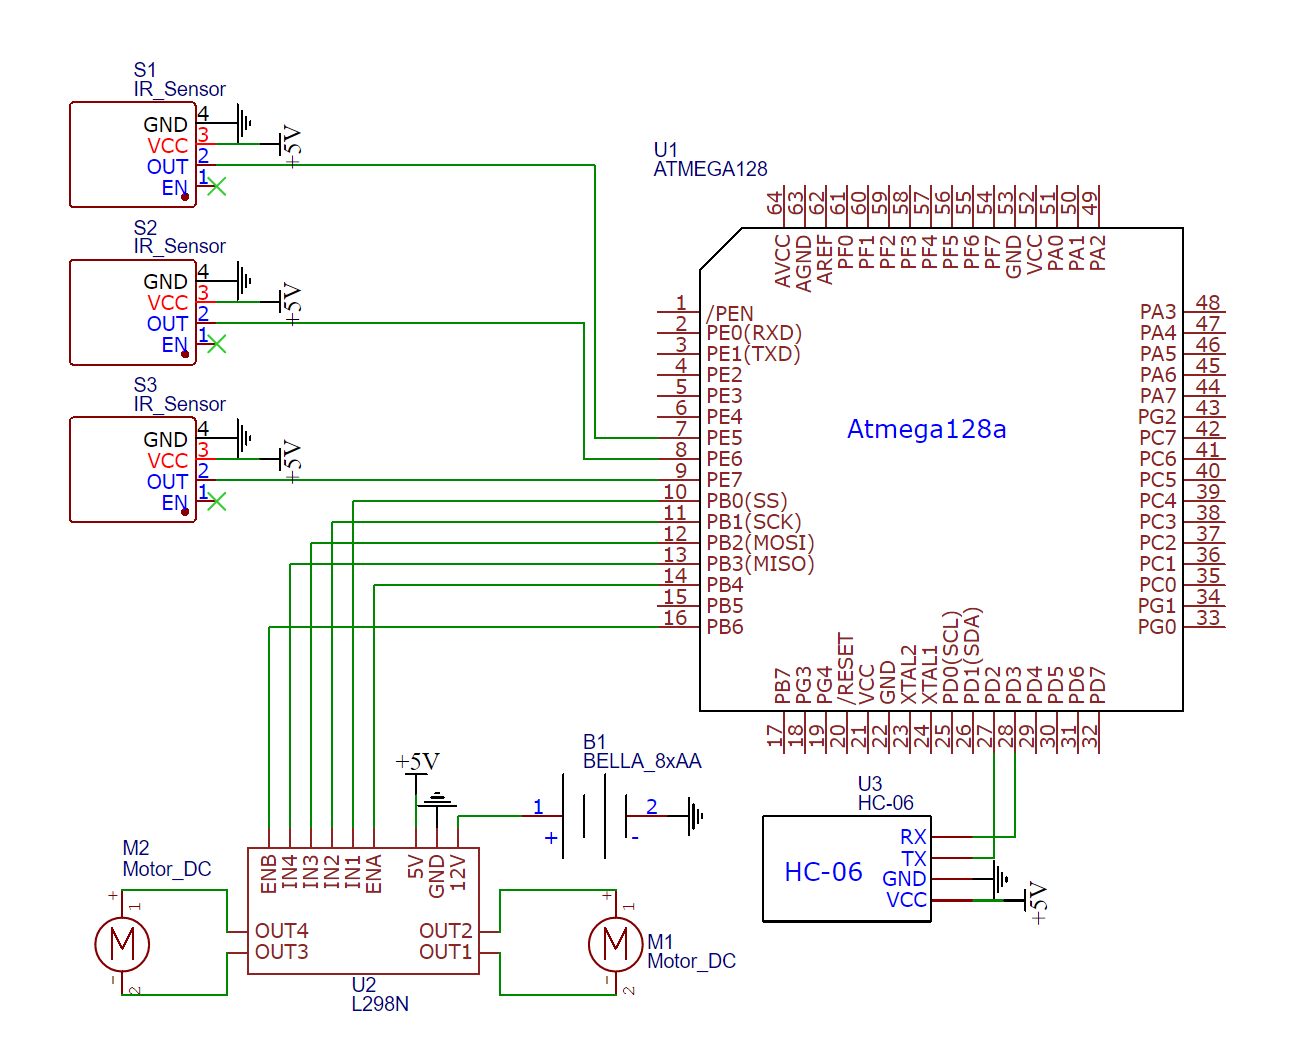 S1
IR_Sensor
GND 4
VCC 3
OUT 2
EN 1
+5V
S2
IR_Sensor
GND 4
VCC 3
OUT 2
EN 1
+5V
S3
IR_Sensor
GND 4
VCC 3
OUT 2
EN 1
+5V
U1
ATMEGA128
64 63 62 61 60 59 58 57 56 55 54 53 52 51 50 49
AVCC AGND AREF PF0 PF1 PF2 PF3 PF4 PF5 PF6 PF7 GND VCC PA0 PA1 PA2
1 /PEN
2 PE0(RXD)
3 PE1(TXD)
4 PE2
5 PE3
6 PE4
7 PE5
8 PE6
9 PE7
10 PB0(SS)
11 PB1(SCK)
12 PB2(MOSI)
13 PB3(MISO)
14 PB4
15 PB5
16 PB6
Atmega128a
PA3 48
PA4 47
PA5 46
PA6 45
PA7 44
PG2 43
PC7 42
PC6 41
PC5 40
PC4 39
PC3 38
PC2 37
PC1 36
PC0 35
PG1 34
PG0 33
PB7 PG3 PG4 /RESET VCC GND XTAL2 XTAL1 PD0(SCL) PD1(SDA) PD2 PD3 PD4 PD5 PD6 PD7
17 18 19 20 21 22 23 24 25 26 27 28 29 30 31 32
+5V
B1
BELLA_8xAA
1 2
+ -
U3
HC-06
HC-06
RX
TX
GND
VCC
+5V
M2
Motor_DC
+ 1
M
- 2
ENB IN4 IN3 IN2 IN1 ENA 5V GND 12V
OUT4 OUT2
OUT3 OUT1
U2
L298N
+ 1
M
- 2
M1
Motor_DC